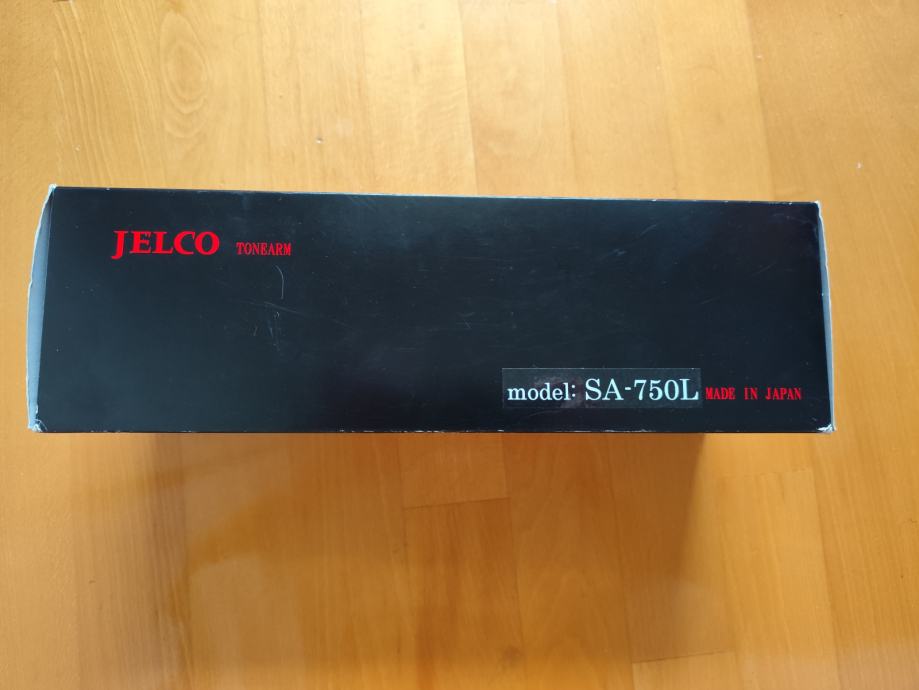 JELCO TONEARM
model: SA-750L MADE IN JAPAN